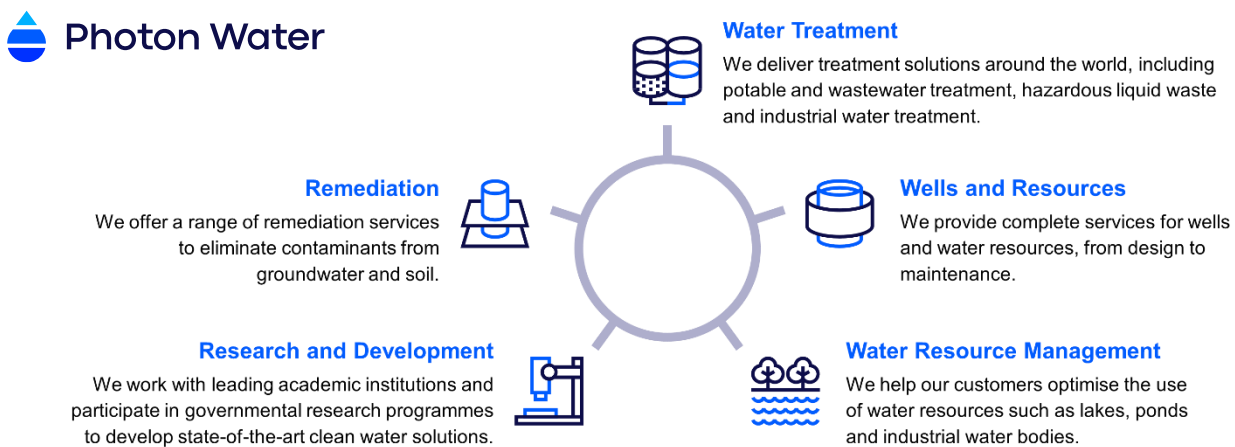 Photon Water
Water Treatment
We deliver treatment solutions around the world, including
potable and wastewater treatment, hazardous liquid waste
and industrial water treatment.
Remediation
We offer a range of remediation services
to eliminate contaminants from
groundwater and soil.
Wells and Resources
We provide complete services for wells
and water resources, from design to
maintenance.
Research and Development
We work with leading academic institutions and
participate in governmental research programmes
to develop state-of-the-art clean water solutions.
Water Resource Management
We help our customers optimise the use
of water resources such as lakes, ponds
and industrial water bodies.